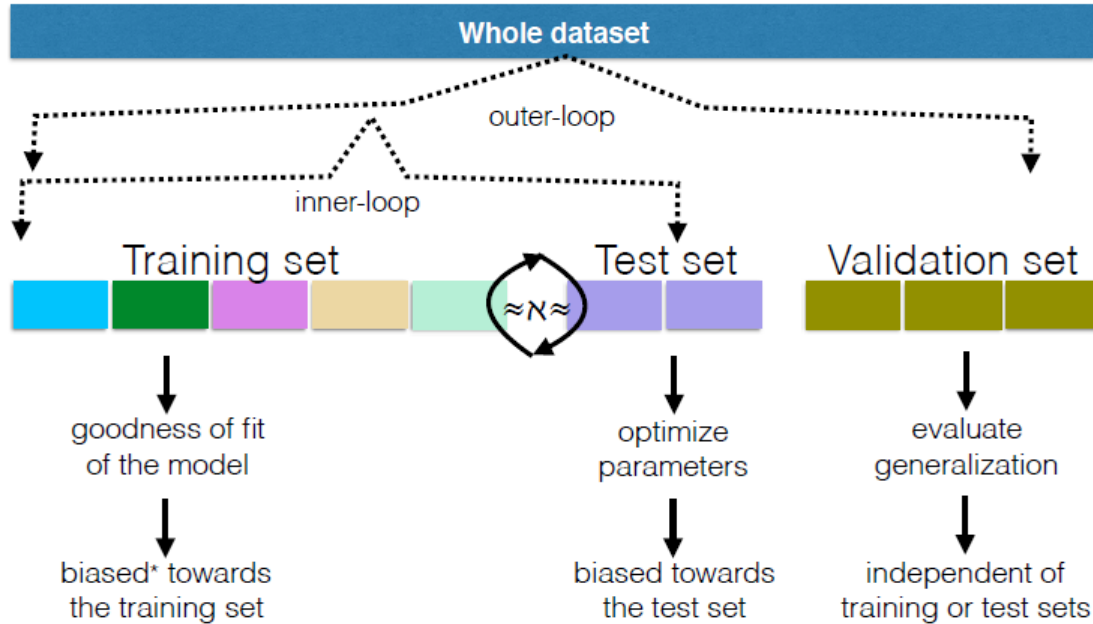 Whole dataset
outer-loop
inner-loop
Training set
Test set
Validation set
≈א≈
goodness of fit
of the model
optimize
parameters
evaluate
generalization
biased* towards
the training set
biased towards
the test set
independent of
training or test sets